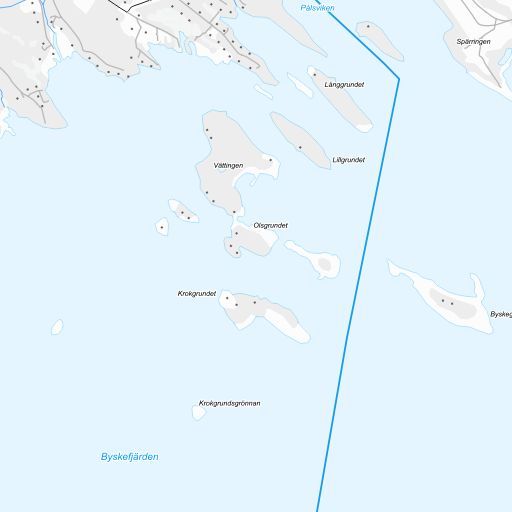 Pålsviken
Spärringen
Långgrundet
Lillgrundet
Vättingen
Olsgrundet
Krokgrundet
Byskeg
Krokgrundsgrönnan
Byskefjärden